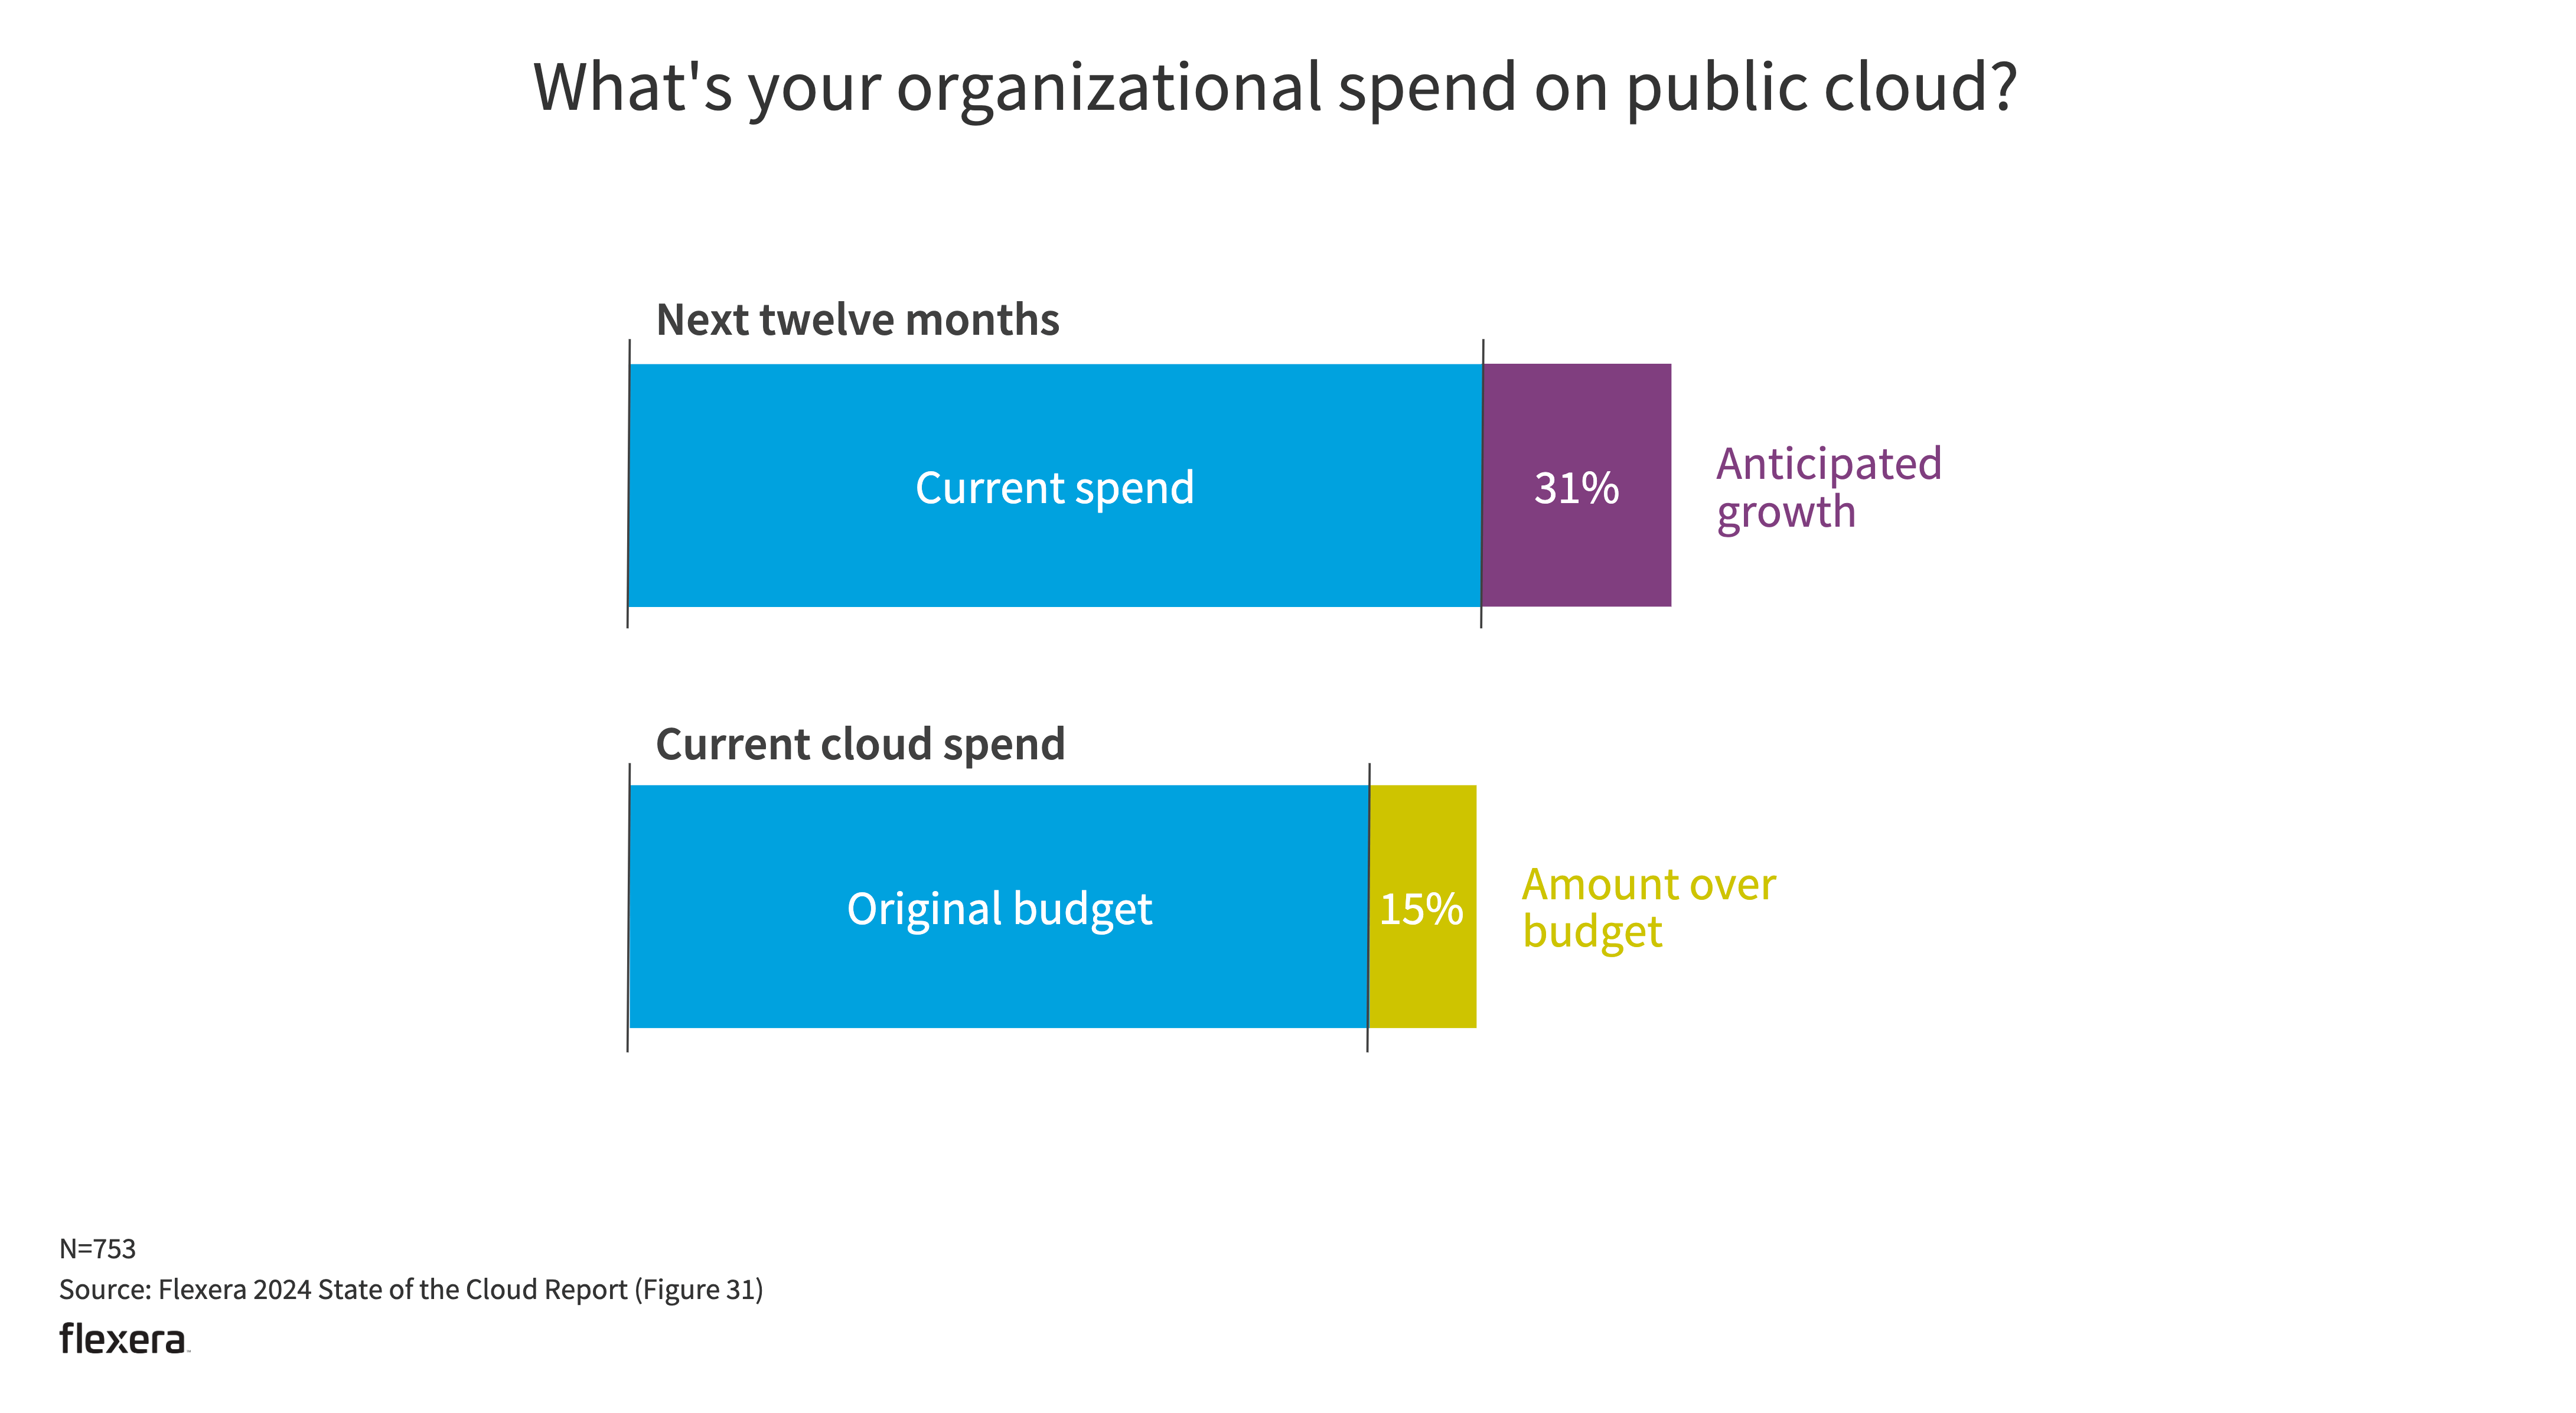 What's your organizational spend on public cloud?
Next twelve months
Current spend
31%
Anticipated
growth
Current cloud spend
Original budget
15%
Amount over
budget
N=753
Source: Flexera 2024 State of the Cloud Report (Figure 31)
flexera